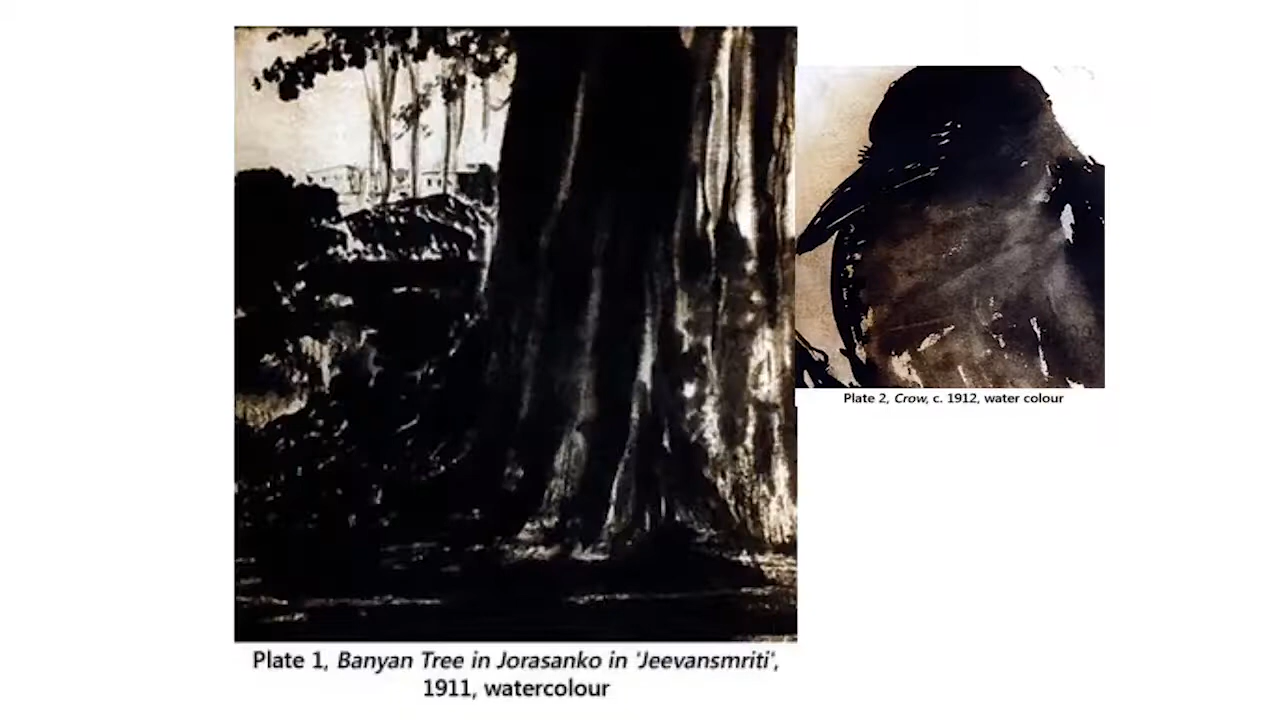 Plate 2, Crow, c. 1912, water colour
Plate 1, Banyan Tree in Jorasanko in 'Jeevansmriti',
1911, watercolour